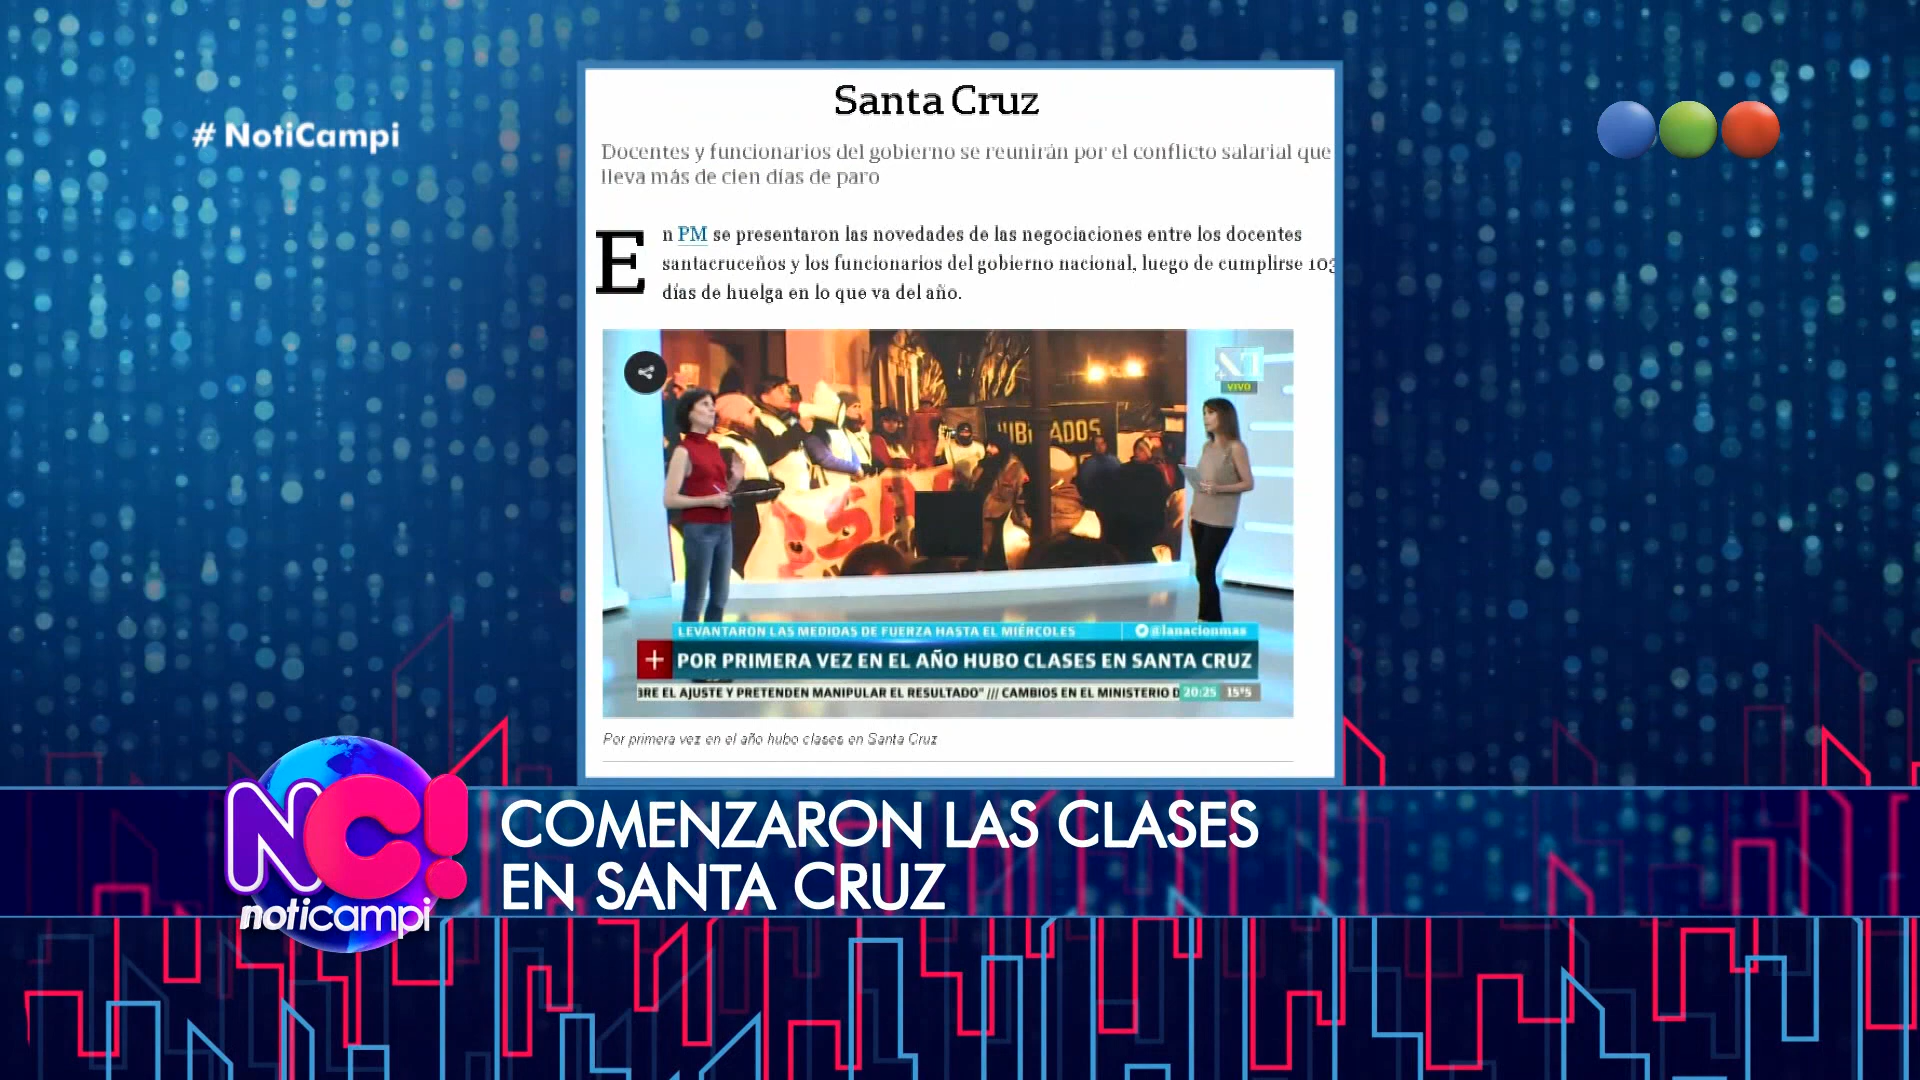 # NotiCampi
Santa Cruz
Docentes y funcionarios del gobierno se reunirán por el conflicto salarial que
lleva más de cien días de paro
En PM se presentaron las novedades de las negociaciones entre los docentes
santacruceños y los funcionarios del gobierno nacional, luego de cumplirse 103
días de huelga en lo que va del año.
VIVO
LEVANTARON LAS MEDIDAS DE FUERZA HASTA EL MIÉRCOLES @lanacionmas
+ POR PRIMERA VEZ EN EL AÑO HUBO CLASES EN SANTA CRUZ
BRE EL AJUSTE Y PRETENDEN MANIPULAR EL RESULTADO" /// CAMBIOS EN EL MINISTERIO D 20:25 15°5
Por primera vez en el año hubo clases en Santa Cruz
NC!
noticampi
COMENZARON LAS CLASES
EN SANTA CRUZ